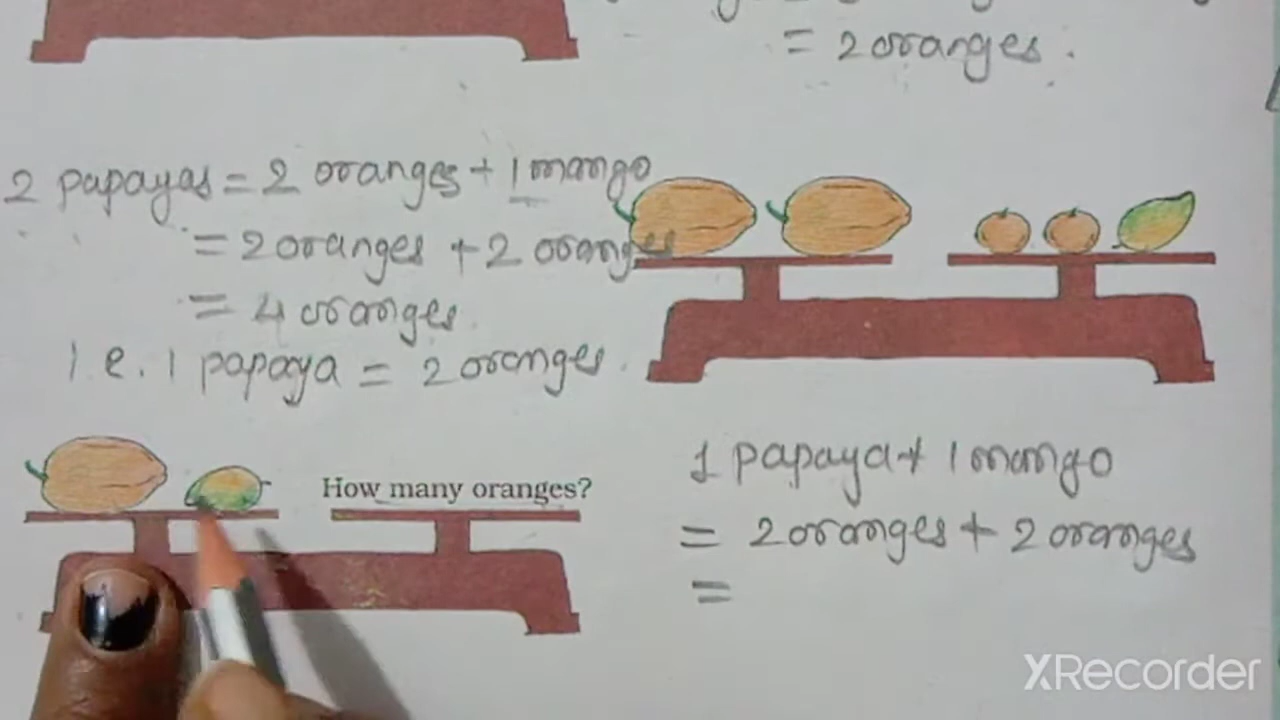 = 2 oranges.
2 papayas = 2 oranges + 1 mango
= 2 oranges + 2 oranges
= 4 oranges.
i.e. 1 papaya = 2 oranges.
How many oranges?
1 papaya + 1 mango
= 2 oranges + 2 oranges
=
XRecorder